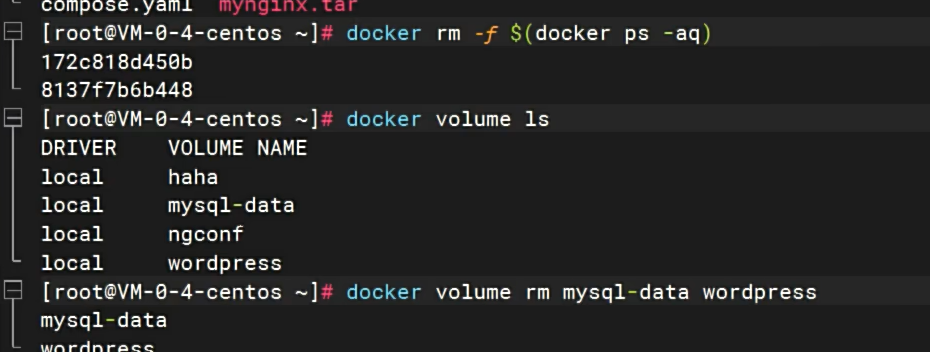 compose.yaml  mynginx.tar
[root@VM-0-4-centos ~]# docker rm -f $(docker ps -aq)
172c818d450b
8137f7b6b448
[root@VM-0-4-centos ~]# docker volume ls
DRIVER    VOLUME NAME
local     haha
local     mysql-data
local     ngconf
local     wordpress
[root@VM-0-4-centos ~]# docker volume rm mysql-data wordpress
mysql-data
wordpress